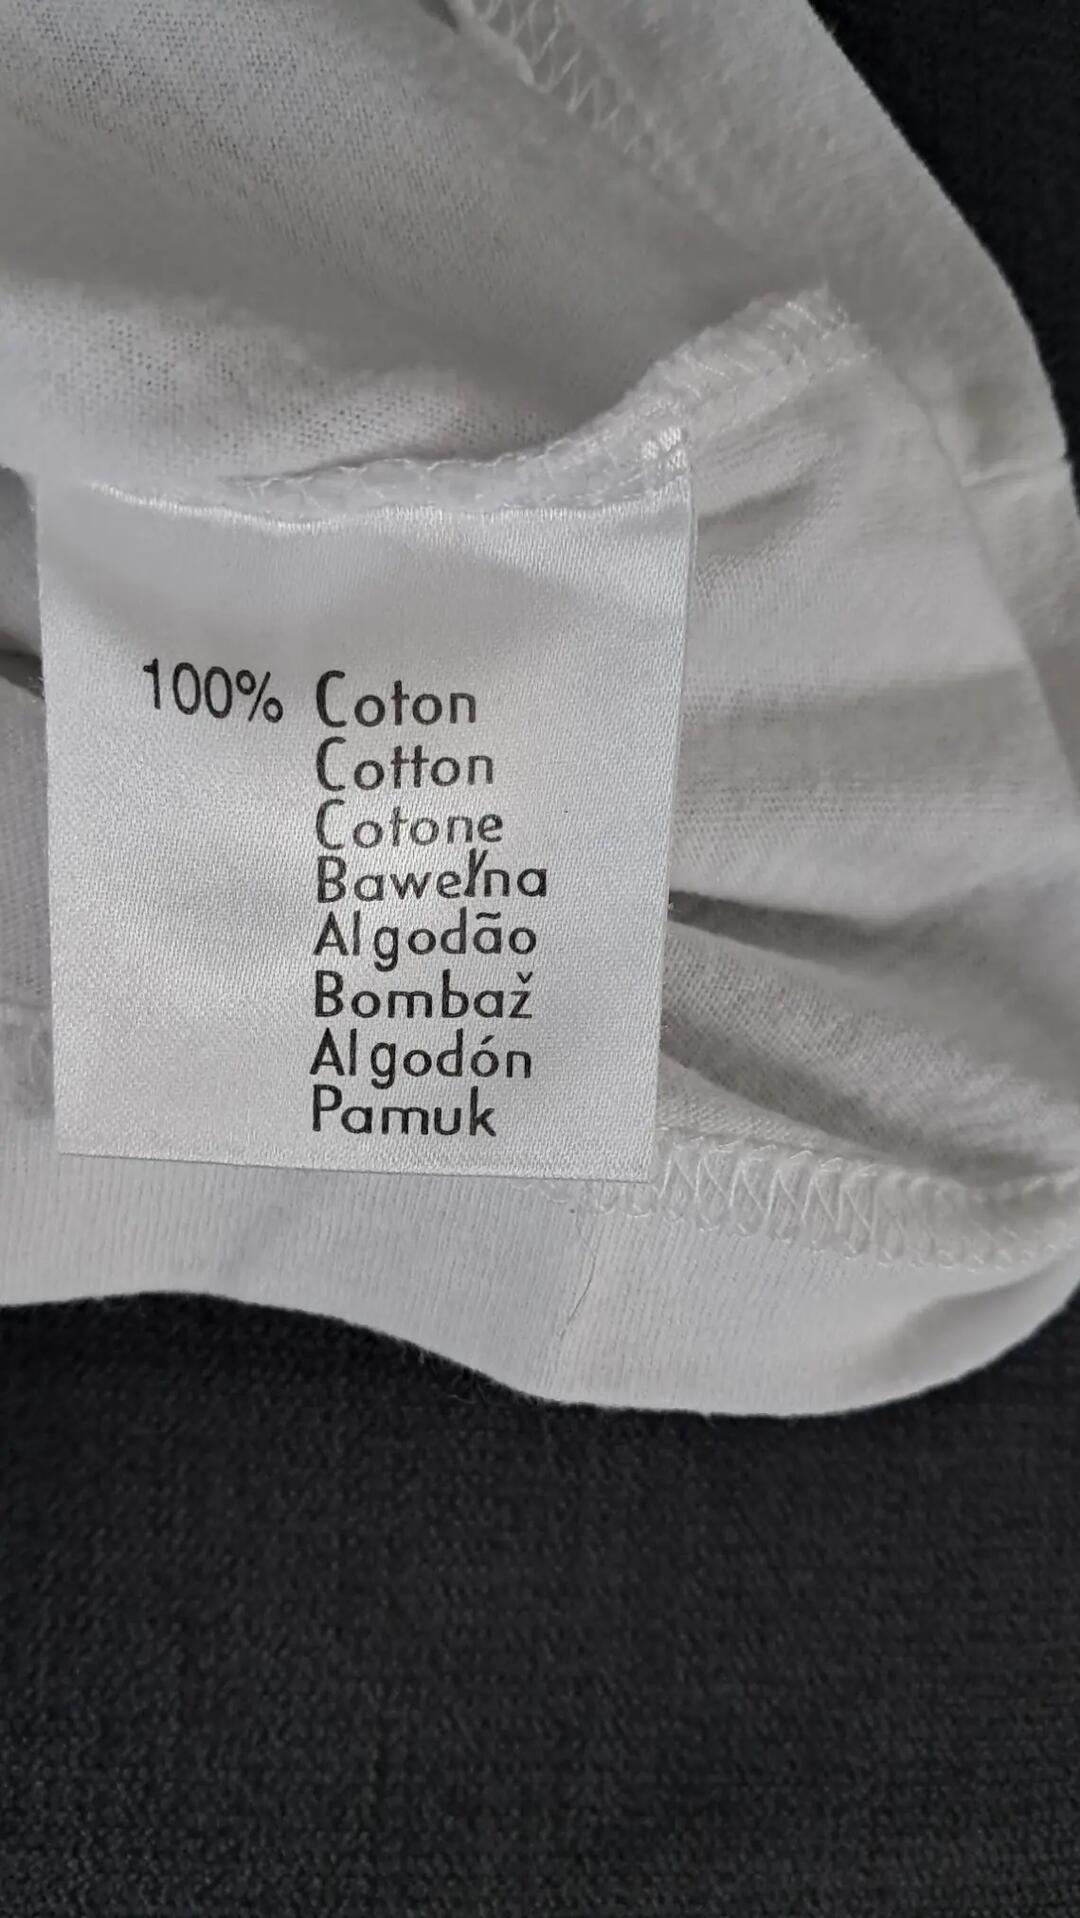 100% Coton
Cotton
Cotone
Bawełna
Algodão
Bombaž
Algodón
Pamuk